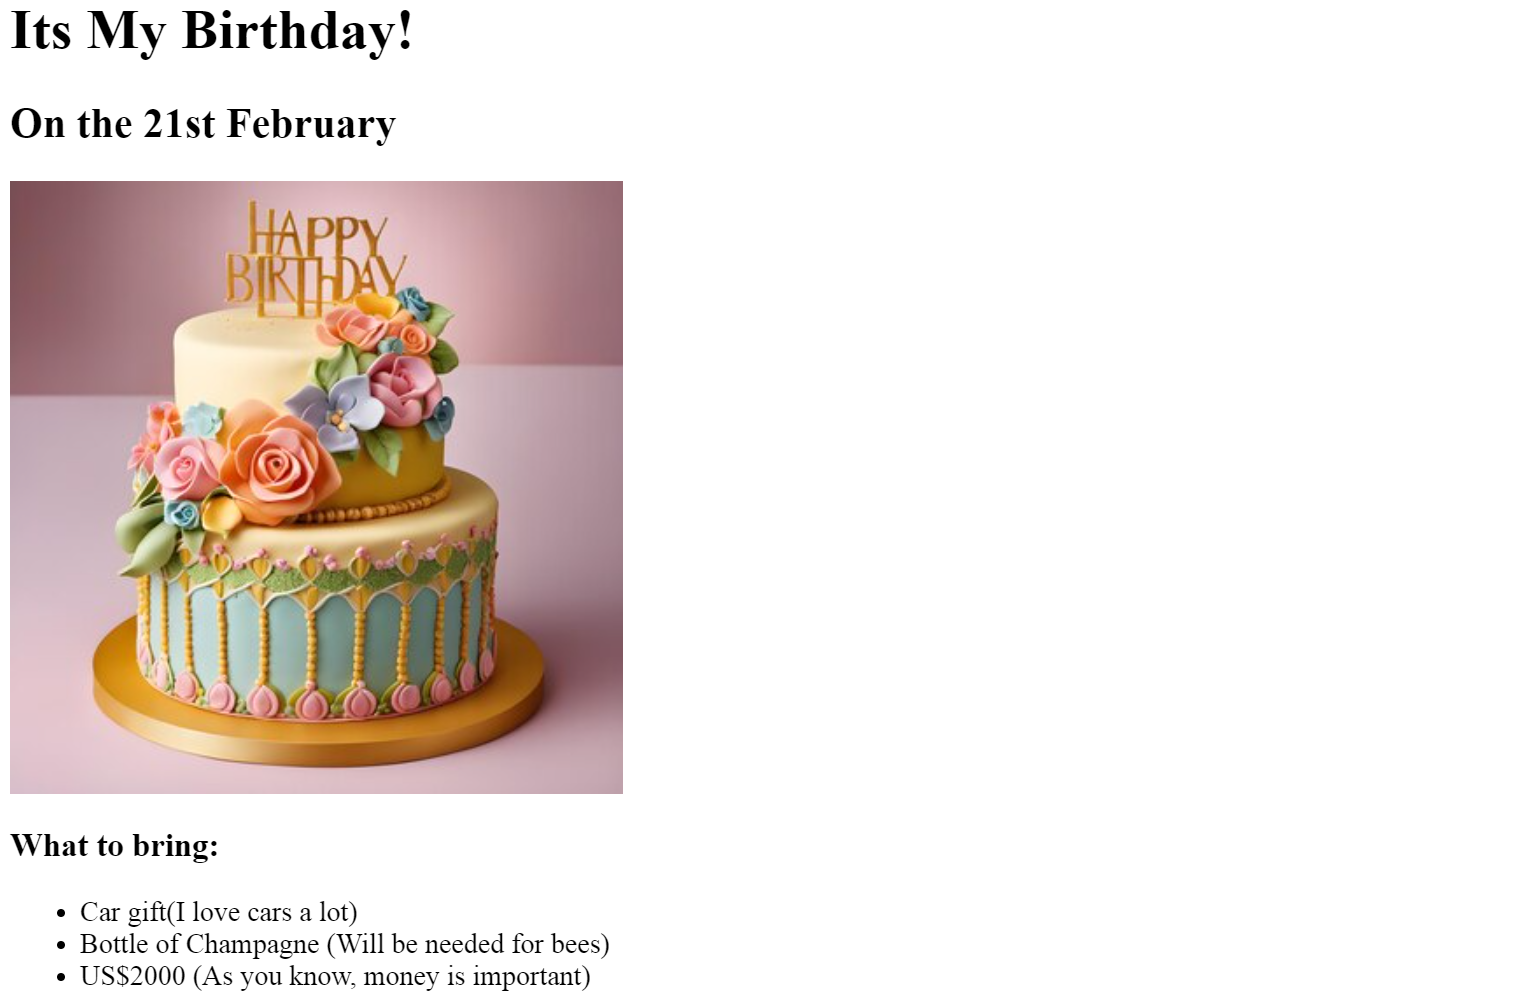 Its My Birthday!
On the 21st February
HAPPY
BIRTHDAY
What to bring:
Car gift(I love cars a lot)
Bottle of Champagne (Will be needed for bees)
US$2000 (As you know, money is important)